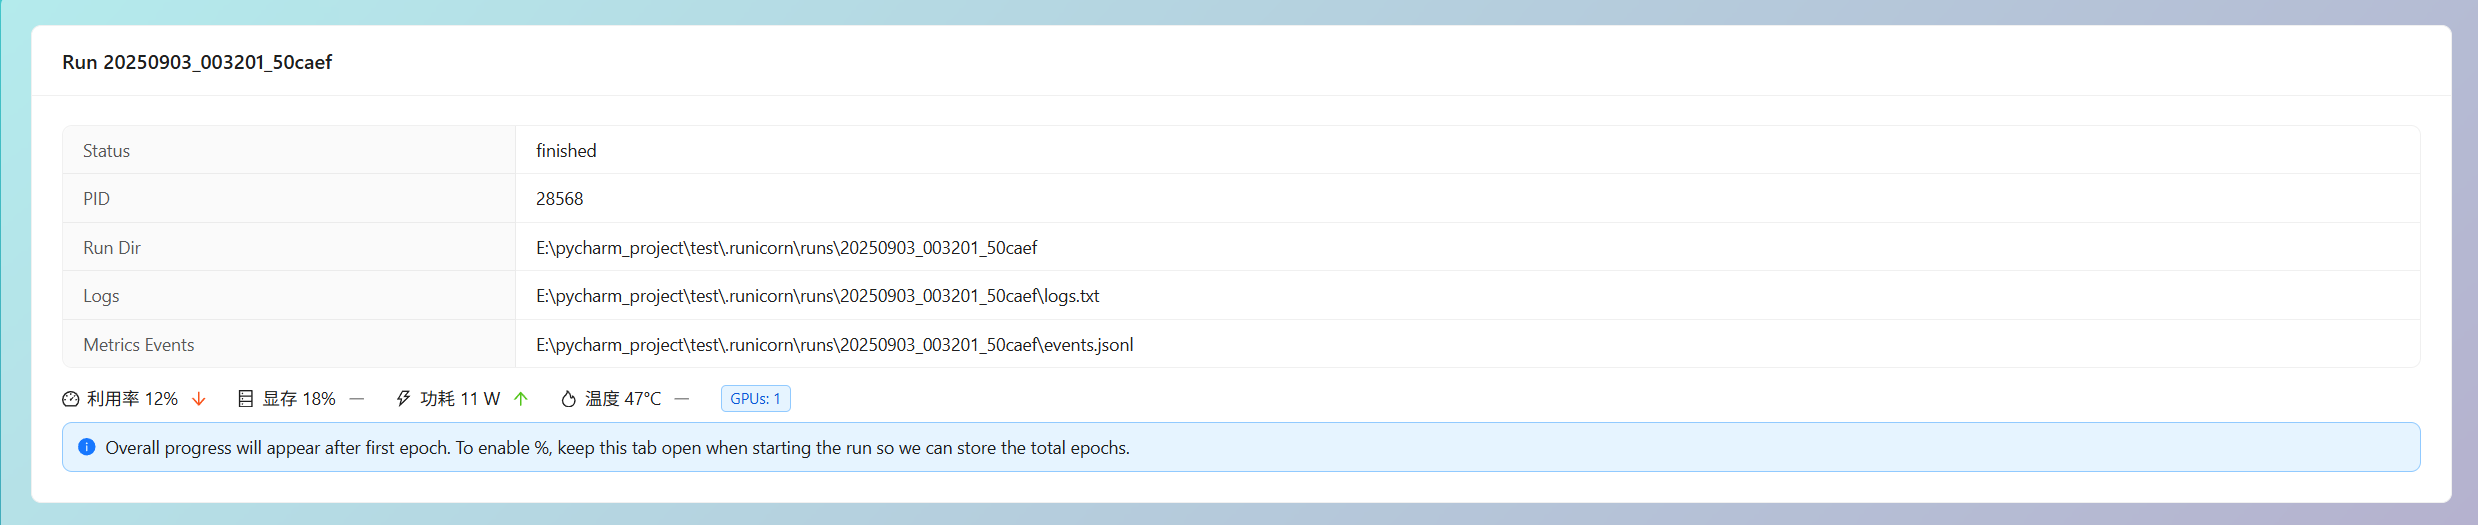 Run 20250903_003201_50caef
Status finished
PID 28568
Run Dir E:\pycharm_project\test\.runicorn\runs\20250903_003201_50caef
Logs E:\pycharm_project\test\.runicorn\runs\20250903_003201_50caef\logs.txt
Metrics Events E:\pycharm_project\test\.runicorn\runs\20250903_003201_50caef\events.jsonl
利用率 12% ↓ 显存 18% — 功耗 11 W ↑ 温度 47°C — GPUs: 1
Overall progress will appear after first epoch. To enable %, keep this tab open when starting the run so we can store the total epochs.